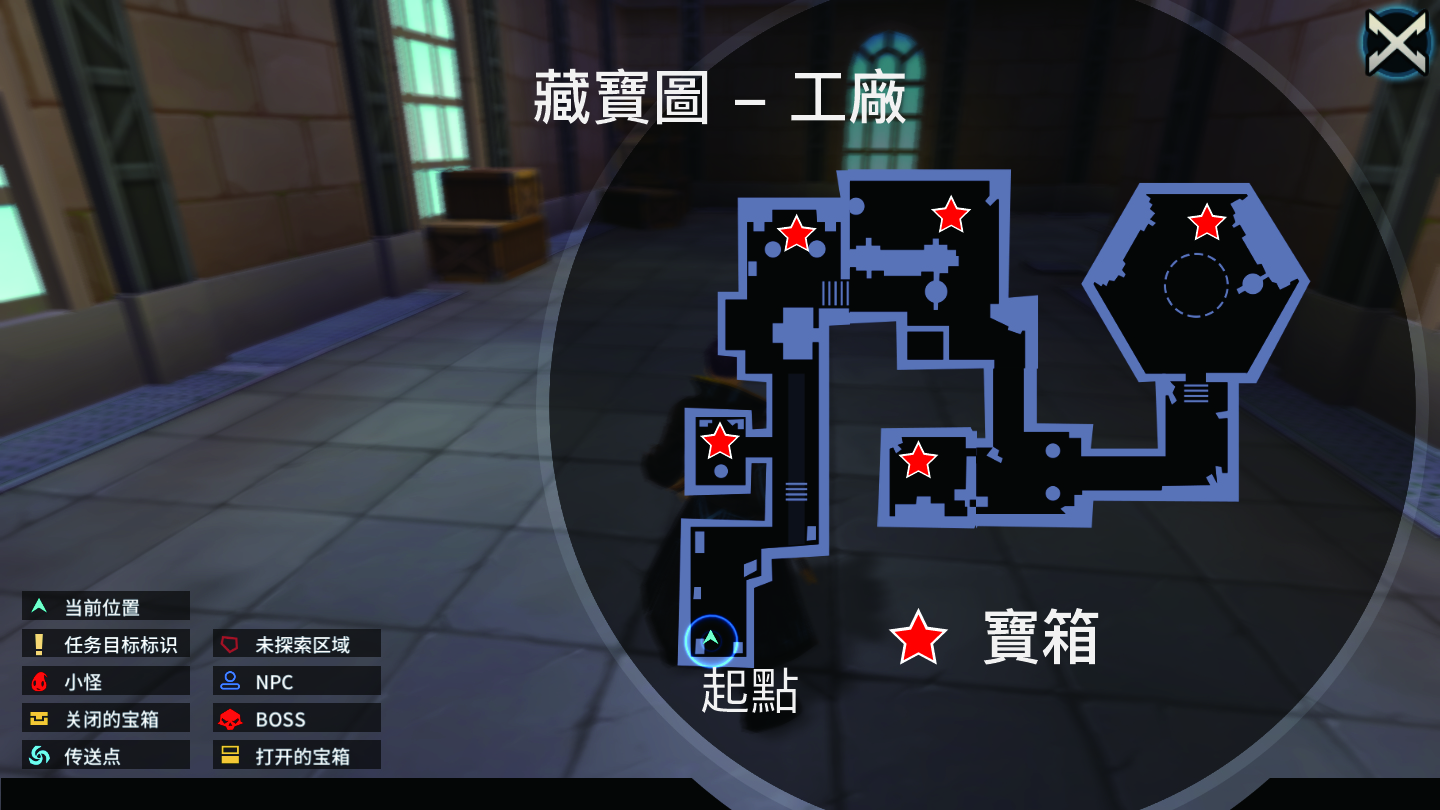 藏寶圖 – 工廠
寶箱
起點
当前位置
任务目标标识
未探索区域
小怪
NPC
关闭的宝箱
BOSS
传送点
打开的宝箱